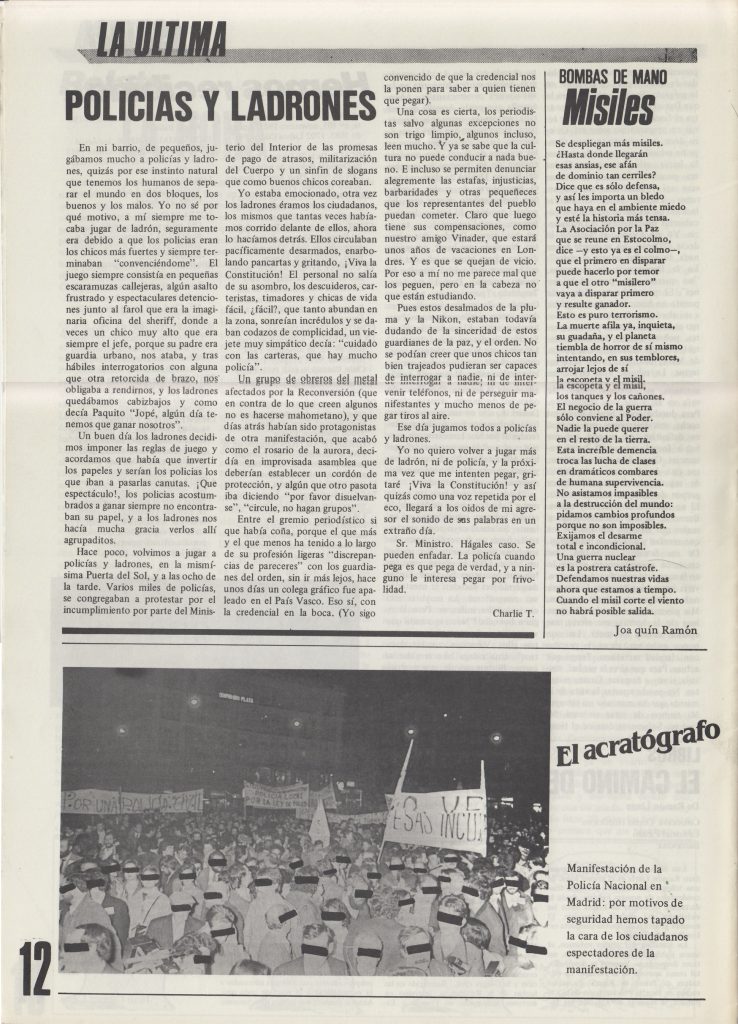 LA ULTIMA
POLICIAS Y LADRONES
En mi barrio, de pequeños, ju-
gábamos mucho a policías y ladro-
nes, quizás por ese instinto natural
que tenemos los humanos de sepa-
rar el mundo en dos bloques, los
buenos y los malos. Yo no sé por
qué motivo, a mí siempre me to-
caba jugar de ladrón, seguramente
era debido a que los policías eran
los chicos más fuertes y siempre ter-
minaban "convenciéndome". El
juego siempre consistía en pequeñas
escaramuzas callejeras, algún asalto
frustrado y espectaculares detencio-
nes junto al farol que era la imagi-
naria oficina del sheriff, donde a
veces un chico muy alto que era
siempre el jefe, porque su padre era
guardia urbano, nos ataba, y tras
hábiles interrogatorios con alguna
que otra retorcida de brazo, nos
obligaba a rendirnos, y los ladrones
quedábamos cabizbajos y como
decía Paquito "Jopé, algún día te-
nemos que ganar nosotros".
Un buen día los ladrones decidi-
mos imponer las reglas de juego y
acordamos que había que invertir
los papeles y serían los policías los
que iban a pasarlas canutas. ¡Que
espectáculo!, los policías acostum-
brados a ganar siempre no encontra-
ban su papel, y a los ladrones nos
hacía mucha gracia verlos allí
agrupaditos.
Hace poco, volvimos a jugar a
policías y ladrones, en la mismísi-
ma Puerta del Sol, y a las ocho de
la tarde. Varios miles de policías,
se congregaban a protestar por el
incumplimiento por parte del Minis-
terio del Interior de las promesas
de pago de atrasos, militarización
del Cuerpo y un sinfin de slogans
que como buenos chicos coreaban.
Yo estaba emocionado, otra vez
los ladrones éramos los ciudadanos,
los mismos que tantas veces había-
mos corrido delante de ellos, ahora
lo hacíamos detrás. Ellos circulaban
pacíficamente desarmados, enarbo-
lando pancartas y gritando, ¡Viva la
Constitución! El personal no salía
de su asombro, los descuideros, car-
teristas, timadores y chicas de vida
fácil, ¿fácil?, que tanto abundan en
la zona, sonreían incrédulos y se da-
ban codazos de complicidad, un vie-
jete muy simpático decía: "cuidado
con las carteras, que hay mucho
policía".
Un grupo de obreros del metal
afectados por la Reconversión (que
en contra de lo que creen algunos
no es hacerse mahometano), y que
días atrás habían sido protagonistas
de otra manifestación, que acabó
como el rosario de la aurora, deci-
día en improvisada asamblea que
deberían establecer un cordón de
protección, y algún que otro pasota
iba diciendo "por favor disuelvan-
se", "circule, no hagan grupos".
Entre el gremio periodístico si
que había coña, porque el que más
y el que menos ha tenido a lo largo
de su profesión ligeras "discrepan-
cias de pareceres" con los guardia-
nes del orden, sin ir más lejos, hace
unos días un colega gráfico fue apa-
leado en el País Vasco. Eso sí, con
la credencial en la boca. (Yo sigo
convencido de que la credencial nos
la ponen para saber a quien tienen
que pegar).
Una cosa es cierta, los periodis-
tas salvo algunas excepciones no
son trigo limpio, algunos incluso,
leen mucho. Y ya se sabe que la cul-
tura no puede conducir a nada bue-
no. E incluso se permiten denunciar
alegremente las estafas, injusticias,
barbaridades y otras pequeñeces
que los representantes del pueblo
puedan cometer. Claro que luego
tiene sus compensaciones, como
nuestro amigo Vinader, que estará
unos años de vacaciones en Lon-
dres. Y es que se quejan de vicio.
Por eso a mí no me parece mal que
los peguen, pero en la cabeza no
que están estudiando.
Pues estos desalmados de la plu-
ma y la Nikon, estaban todavía
dudando de la sinceridad de estos
guardianes de la paz, y el orden. No
se podían creer que unos chicos tan
bien trajeados pudieran ser capaces
de interrogar a nadie, ni de inter-
venir teléfonos, ni de perseguir ma-
nifestantes y mucho menos de pe-
gar tiros al aire.
Ese día jugamos todos a policías
y ladrones.
Yo no quiero volver a jugar más
de ladrón, ni de policía, y la próxi-
ma vez que me intenten pegar, gri-
taré ¡Viva la Constitución! y así
quizás como una voz repetida por el
eco, llegará a los oidos de mi agre-
sor el sonido de sus palabras en un
extraño día.
Sr. Ministro. Hágales caso. Se
pueden enfadar. La policía cuando
pega es que pega de verdad, y a nin-
guno le interesa pegar por frivo-
lidad.
Charlie T.
BOMBAS DE MANO
Misiles
Se despliegan más misiles.
¿Hasta donde llegarán
esas ansias, ese afán
de dominio tan cerriles?
Dice que es sólo defensa,
y así les importa un bledo
que haya en el ambiente miedo
y esté la historia más tensa.
La Asociación por la Paz
que se reune en Estocolmo,
dice —y esto ya es el colmo—,
que el primero en disparar
puede hacerlo por temor
a que el otro "misilero"
vaya a disparar primero
y resulte ganador.
Esto es puro terrorismo.
La muerte afila ya, inquieta,
su guadaña, y el planeta
tiembla de horror de sí mismo
intentando, en sus temblores,
arrojar lejos de sí
la escopeta y el misil,
los tanques y los cañones.
El negocio de la guerra
sólo conviene al Poder.
Nadie la puede querer
en el resto de la tierra.
Esta increíble demencia
troca las lucha de clases
en dramáticos combares
de humana supervivencia.
No asistamos impasibles
a la destrucción del mundo:
pidamos cambios profundos
porque no son imposibles.
Exijamos el desarme
total e incondicional.
Una guerra nuclear
es la postrera catástrofe.
Defendamos nuestras vidas
ahora que estamos a tiempo.
Cuando el misil corte el viento
no habrá posible salida.
Joa quín Ramón
El acratógrafo
Manifestación de la
Policía Nacional en
Madrid: por motivos de
seguridad hemos tapado
la cara de los ciudadanos
espectadores de la
manifestación.
12